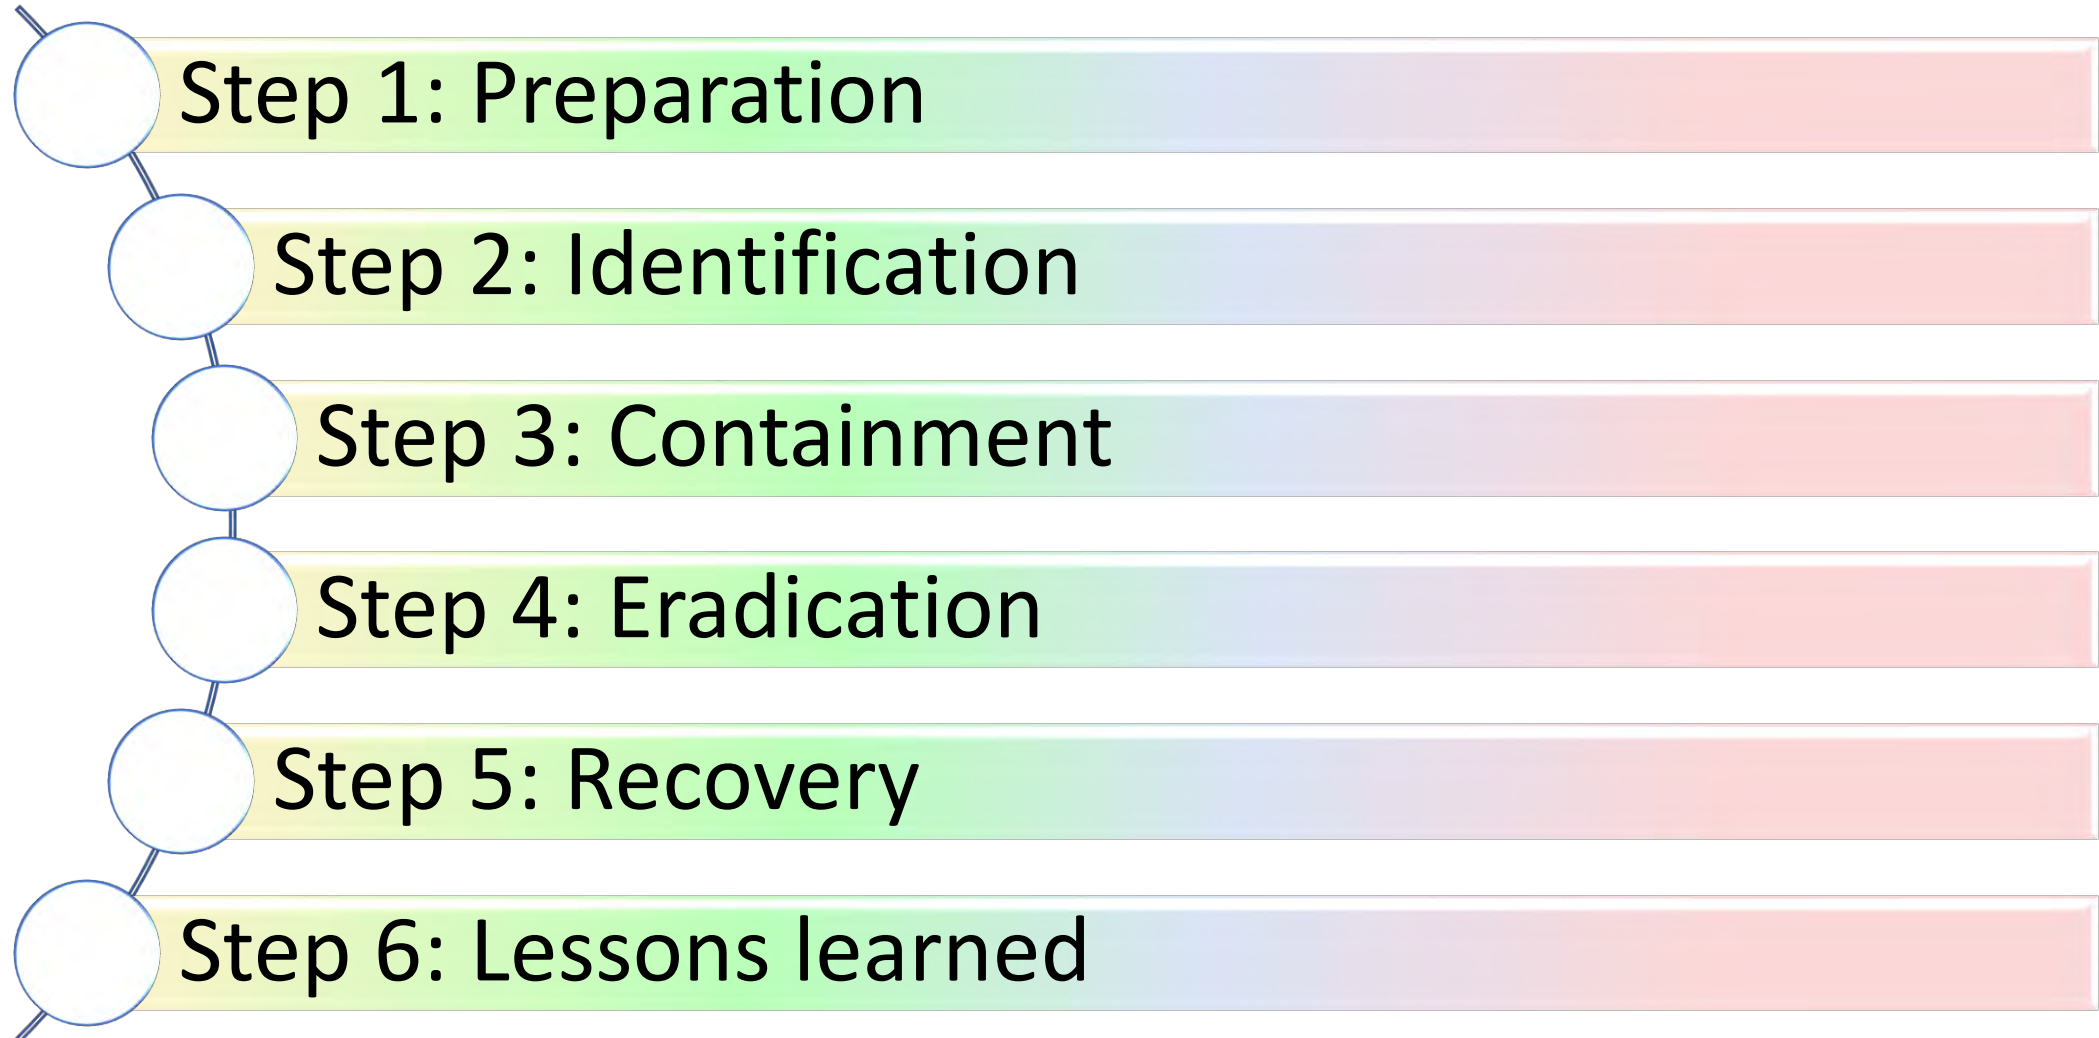 Step 1: Preparation
Step 2: Identification
Step 3: Containment
Step 4: Eradication
Step 5: Recovery
Step 6: Lessons learned